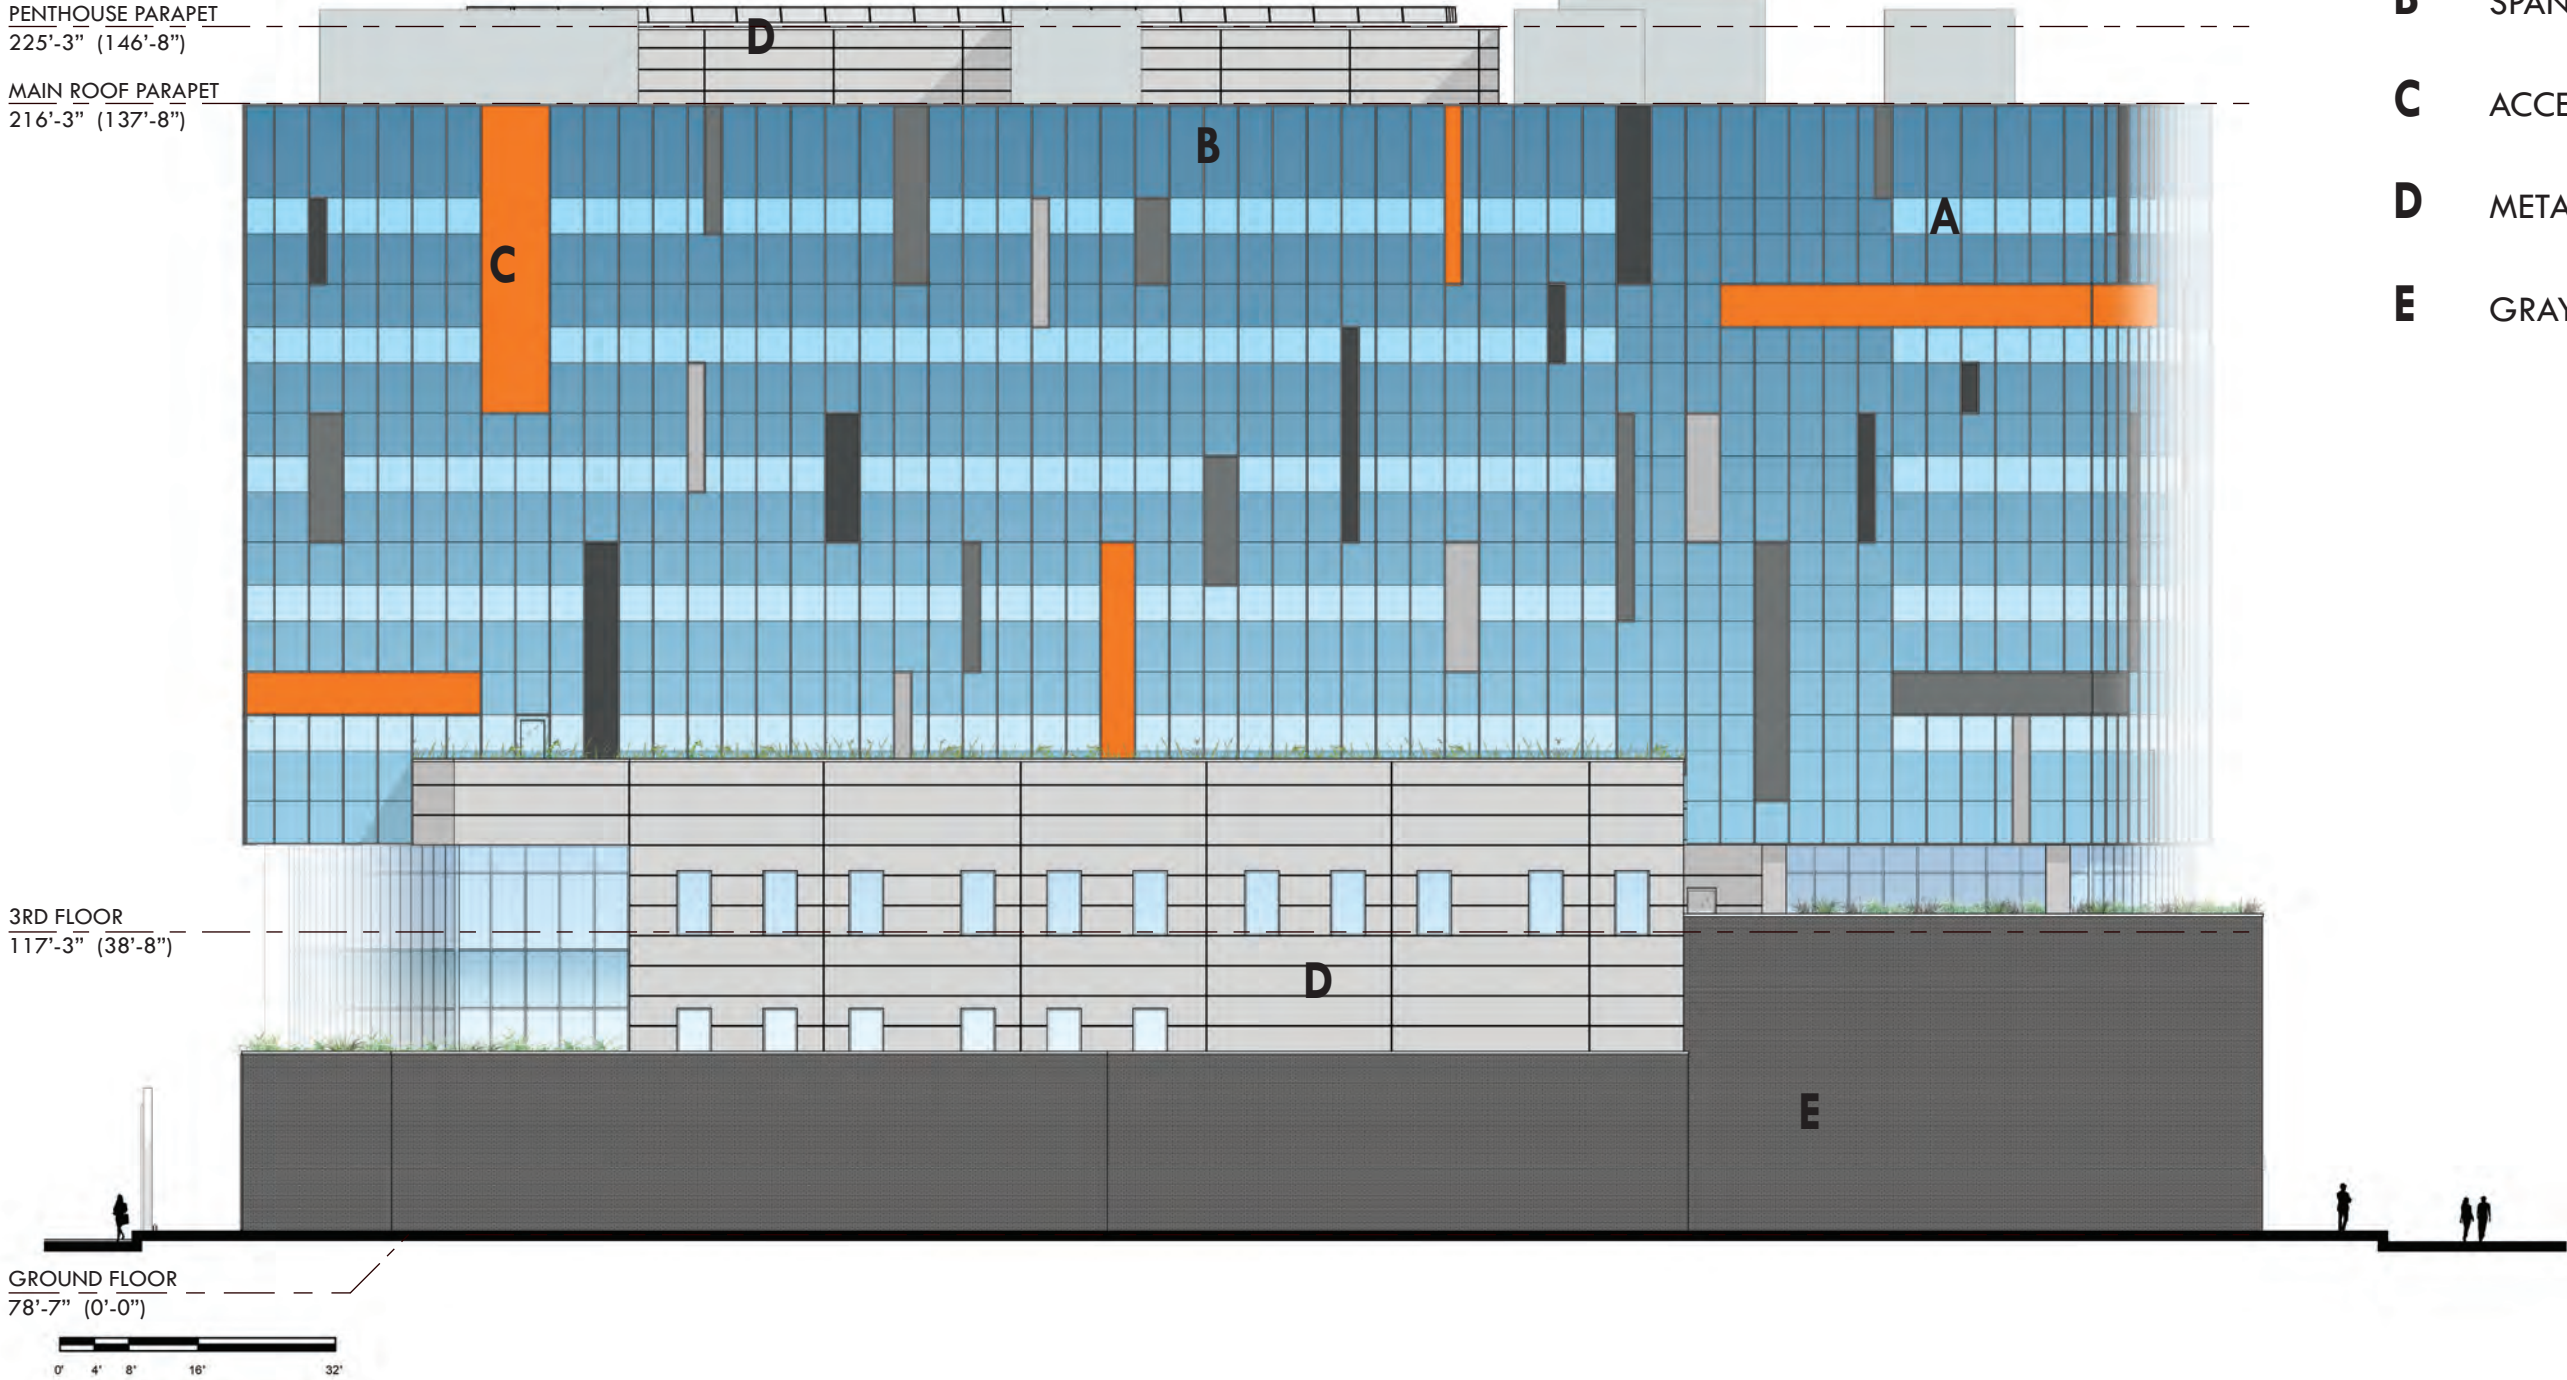 PENTHOUSE PARAPET
225'-3" (146'-8")
MAIN ROOF PARAPET
216'-3" (137'-8")
3RD FLOOR
117'-3" (38'-8")
GROUND FLOOR
78'-7" (0'-0")
0' 4' 8' 16' 32'
D
B
A
C
D
E
B SPAN
C ACCE
D META
E GRAY